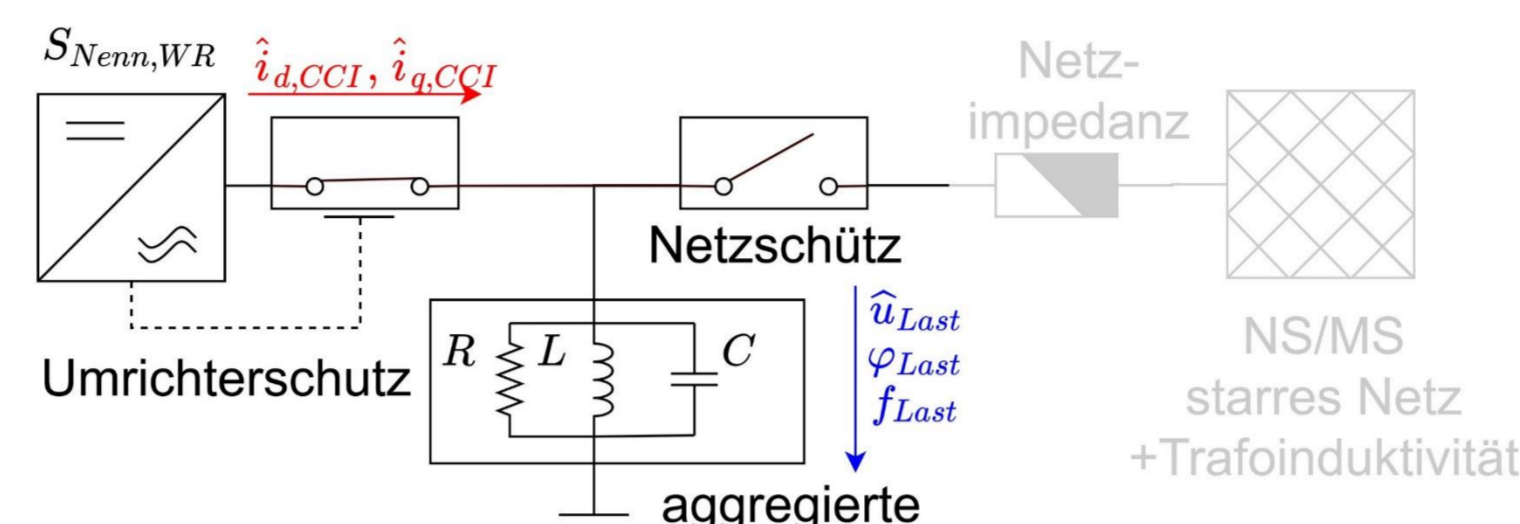 S_{Nenn,WR}
\hat{i}_{d,CCI}, \hat{i}_{q,CCI}
Netz-
impedanz
Netzschütz
\hat{u}_{Last}
φ_{Last}
f_{Last}
R L C
Umrichterschutz
NS/MS
starres Netz
+Trafoinduktivität
aggregierte